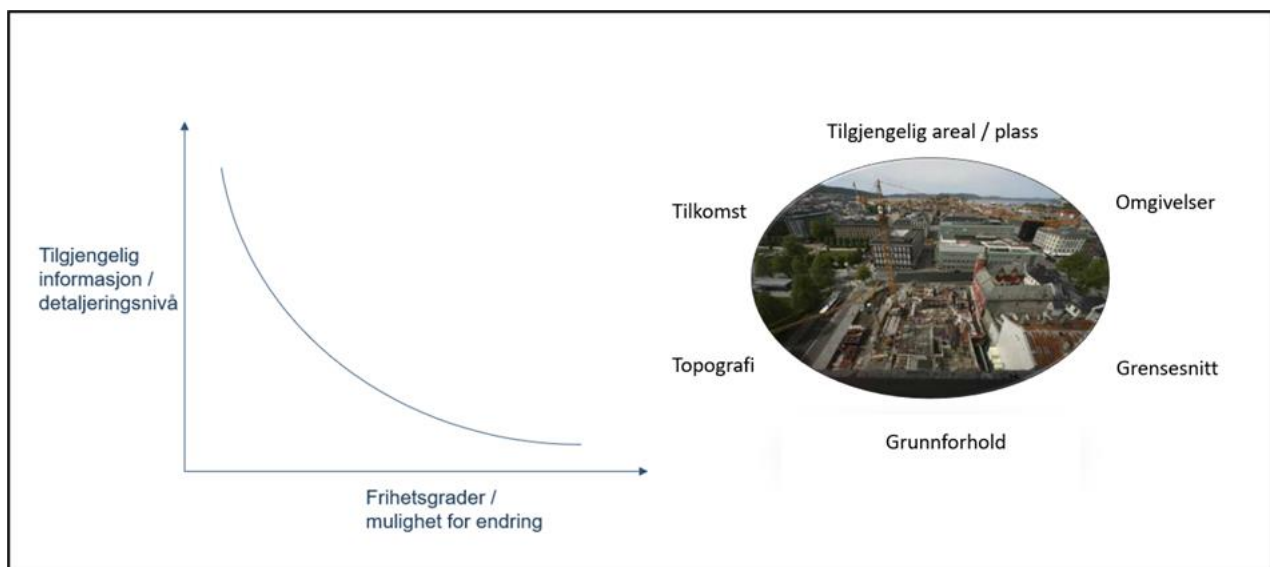 Tilgjengelig
informasjon /
detaljeringsnivå
Frihetsgrader /
mulighet for endring
Tilgjengelig areal / plass
Tilkomst
Omgivelser
Topografi
Grensesnitt
Grunnforhold